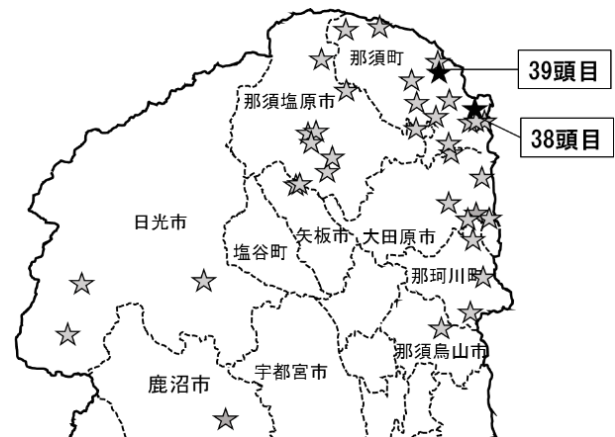 那須町
39頭目
那須塩原市
38頭目
日光市
矢板市
大田原市
塩谷町
那珂川町
那須烏山市
宇都宮市
鹿沼市